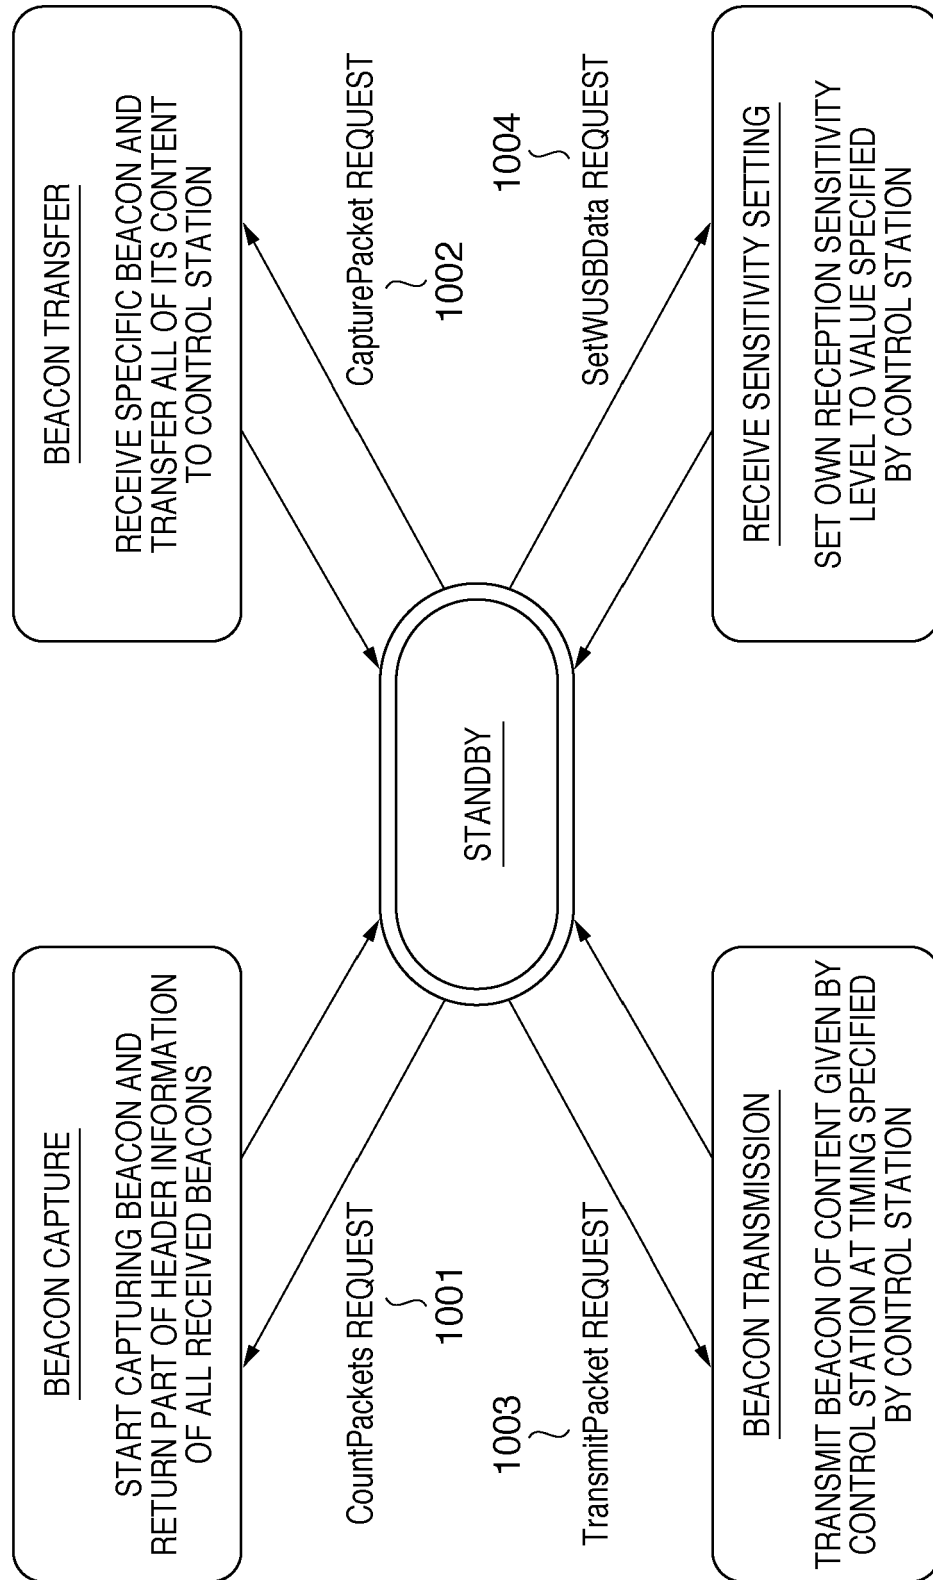 BEACON CAPTURE
START CAPTURING BEACON AND
RETURN PART OF HEADER INFORMATION
OF ALL RECEIVED BEACONS
BEACON TRANSFER
RECEIVE SPECIFIC BEACON AND
TRANSFER ALL OF ITS CONTENT
TO CONTROL STATION
CountPackets REQUEST
1001
CapturePacket REQUEST
1002
STANDBY
1003
TransmitPacket REQUEST
1004
SetWUSBData REQUEST
BEACON TRANSMISSION
TRANSMIT BEACON OF CONTENT GIVEN BY
CONTROL STATION AT TIMING SPECIFIED
BY CONTROL STATION
RECEIVE SENSITIVITY SETTING
SET OWN RECEPTION SENSITIVITY
LEVEL TO VALUE SPECIFIED
BY CONTROL STATION